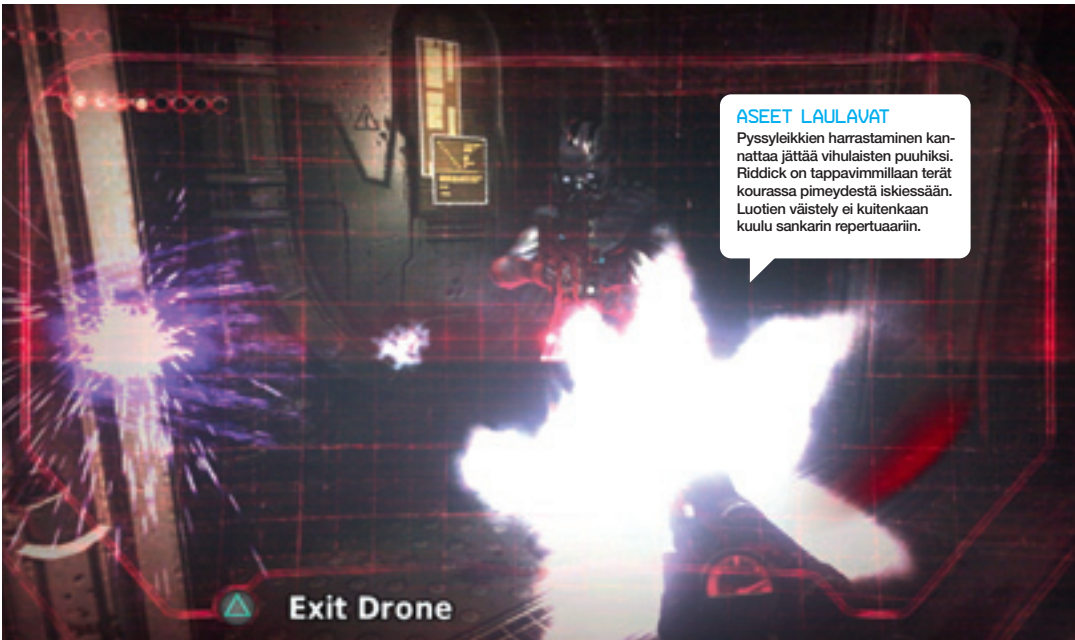 ASEET LAULAVAT
Pyssyleikkien harrastaminen kan-
nattaa jättää vihulaisten puuhiksi.
Riddick on tappavimmillaan terät
kourassa pimeydestä iskiessään.
Luotien väistely ei kuitenkaan
kuulu sankarin repertuaariin.
Exit Drone